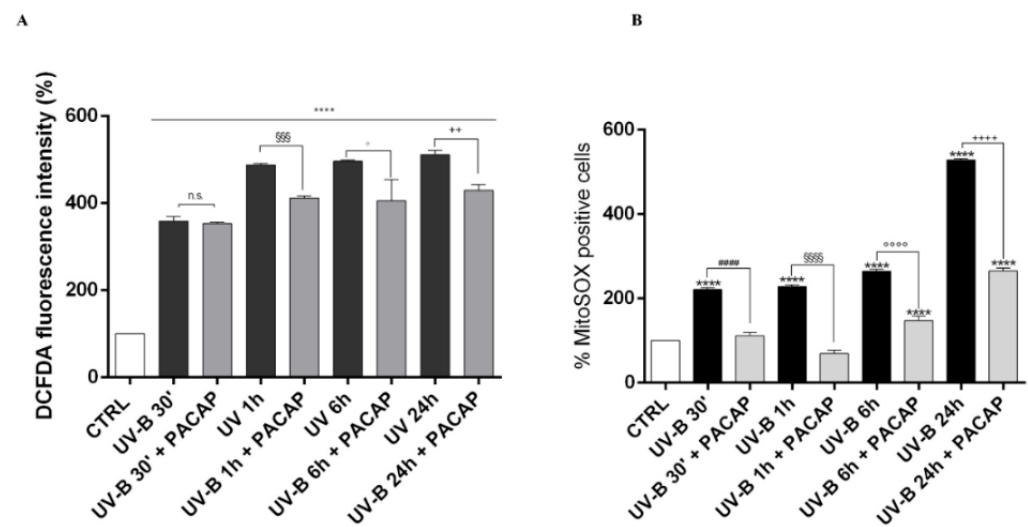 A
B
DCFDA fluorescence intensity (%)
600
400
200
0
****
n.s.
§§§
°
++
CTRL
UV-B 30'
UV-B 30' + PACAP
UV 1h
UV-B 1h + PACAP
UV 6h
UV-B 6h + PACAP
UV 24h
UV-B 24h + PACAP
% MitoSOX positive cells
600
400
200
0
****
####
****
§§§§
****
°°°°
****
****
++++
****
CTRL
UV-B 30'
UV-B 30' + PACAP
UV-B 1h
UV-B 1h + PACAP
UV-B 6h
UV-B 6h + PACAP
UV-B 24h
UV-B 24h + PACAP